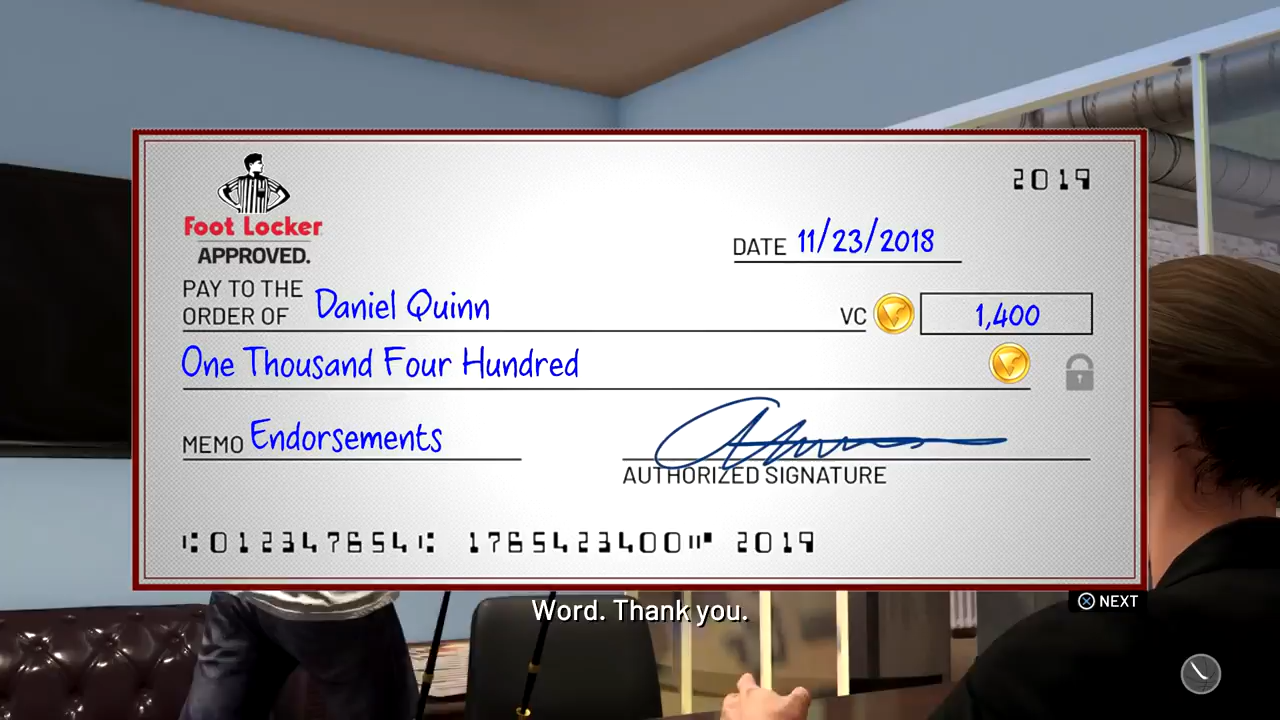 2019
Foot Locker
APPROVED.
DATE 11/23/2018
PAY TO THE
ORDER OF Daniel Quinn
VC 1,400
One Thousand Four Hundred
MEMO Endorsements
AUTHORIZED SIGNATURE
⑆012347654⑆ 1765423400⑈ 2019
Word. Thank you.
NEXT